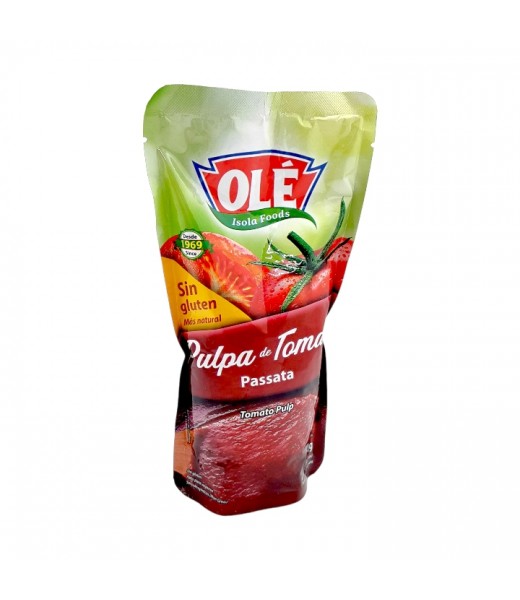 OLÉ
Isola Foods
Desde
1969
Sin
gluten
Más natural
Pulpa de Toma
Passata
Tomato Pulp